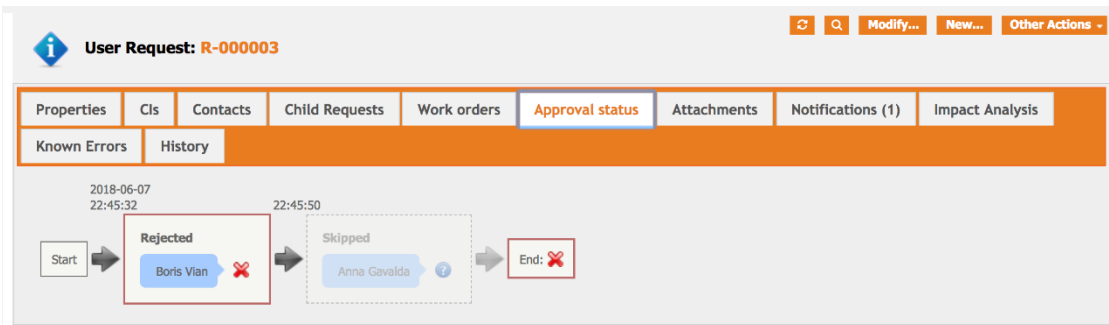 Modify...
New...
Other Actions
User Request: R-000003
Properties
CIs
Contacts
Child Requests
Work orders
Approval status
Attachments
Notifications (1)
Impact Analysis
Known Errors
History
2018-06-07
22:45:32
22:45:50
Start
Rejected
Boris Vian
Skipped
Anna Gavalda
?
End: